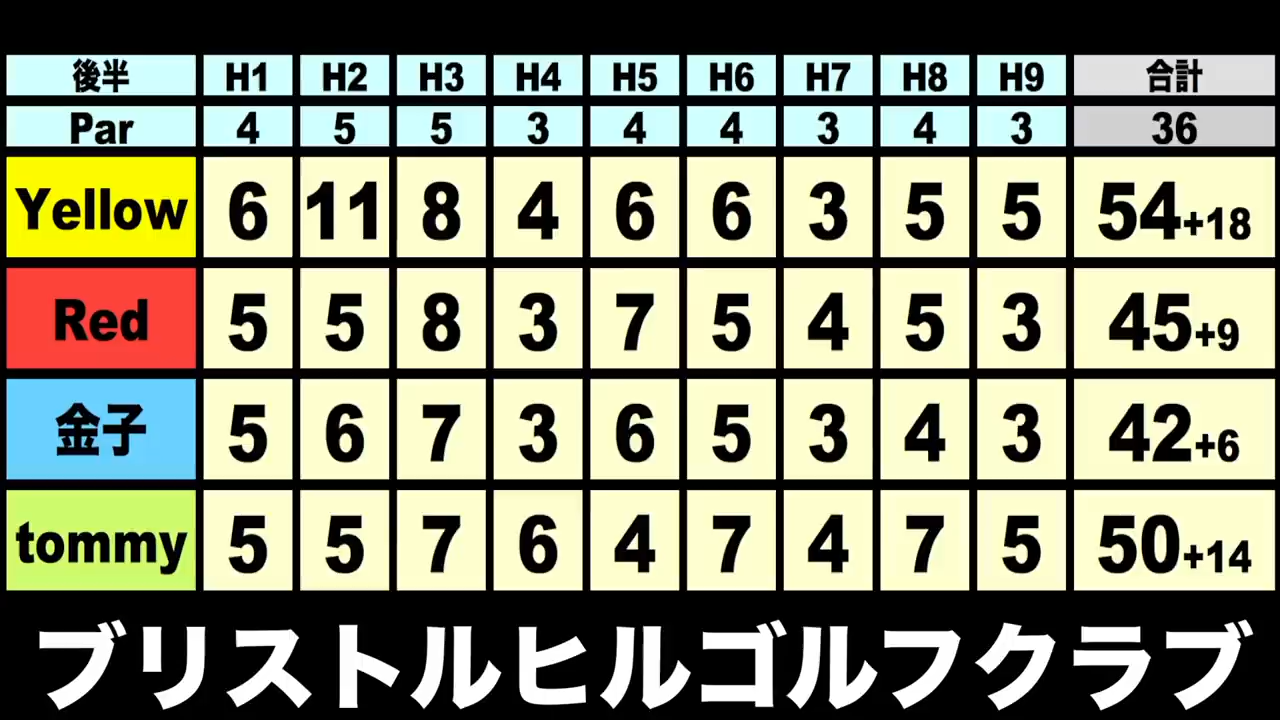 後半 H1 H2 H3 H4 H5 H6 H7 H8 H9 合計
Par 4 5 5 3 4 4 3 4 3 36
Yellow 6 11 8 4 6 6 3 5 5 54+18
Red 5 5 8 3 7 5 4 5 3 45+9
金子 5 6 7 3 6 5 3 4 3 42+6
tommy 5 5 7 6 4 7 4 7 5 50+14
ブリストルヒルゴルフクラブ